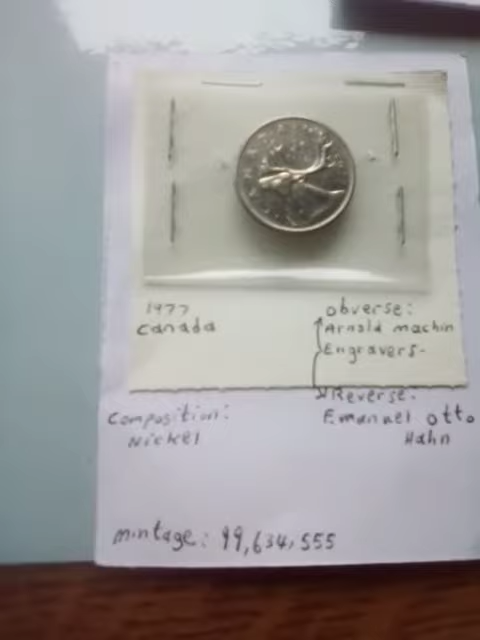 1977
Canada
obverse:
Arnold machin
Engravers-
Reverse:
Emanuel otto
Hahn
Composition:
Nickel
mintage: 99,634,555